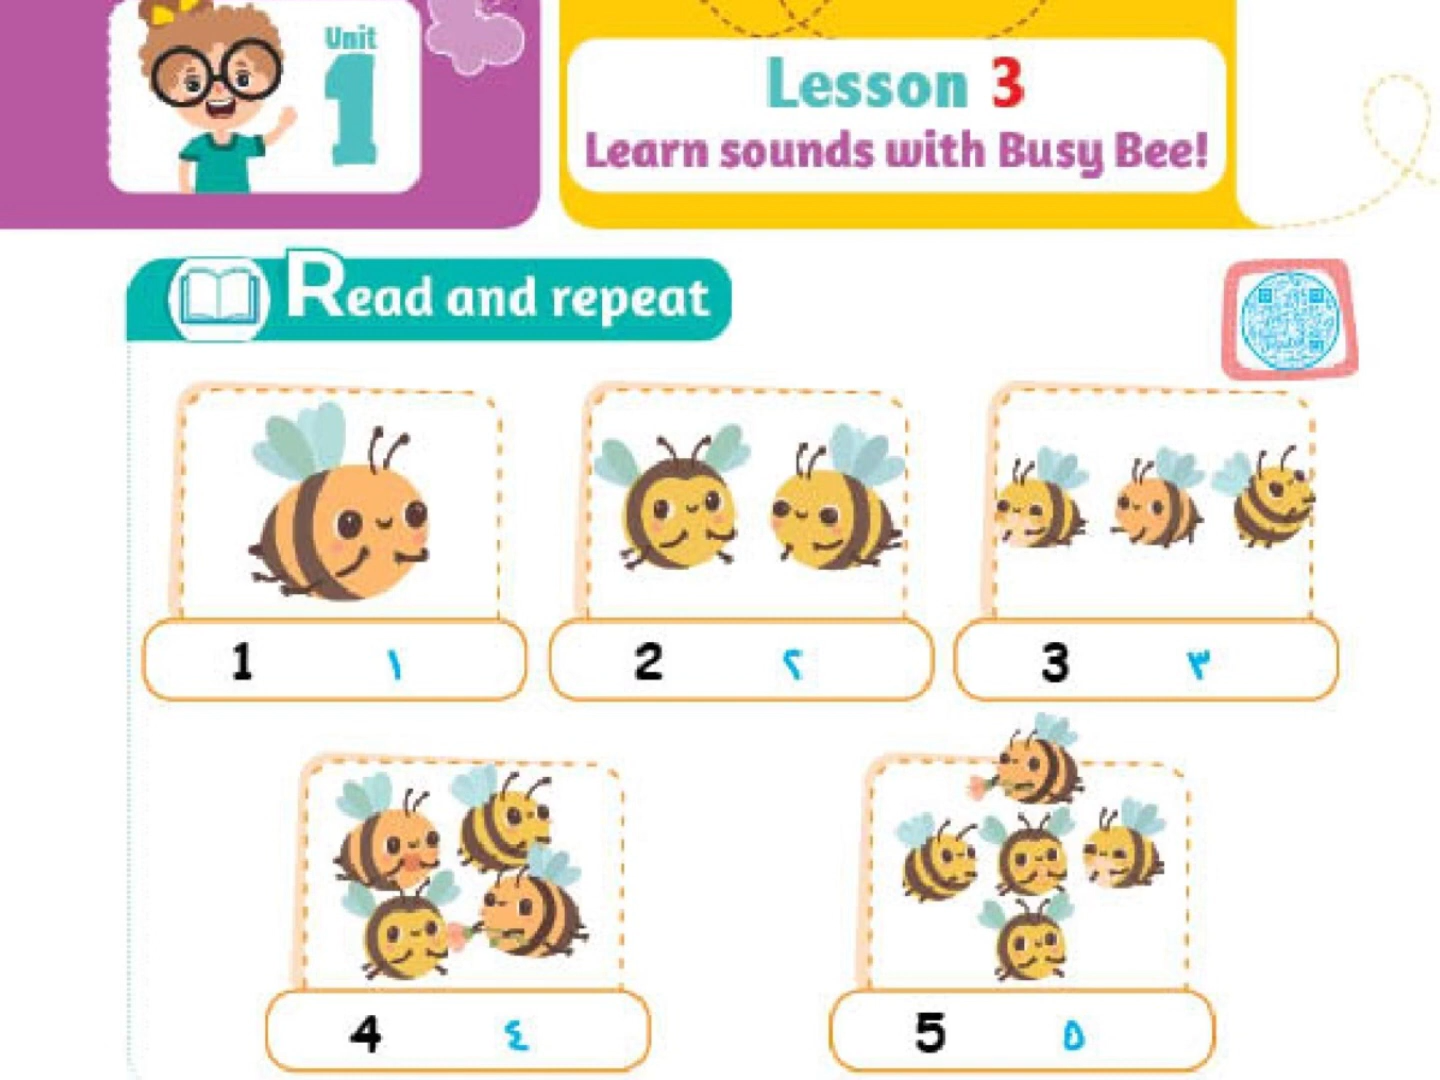 Unit
1
Lesson 3
Learn sounds with Busy Bee!
Read and repeat
1 ١
2 ٢
3 ٣
4 ٤
5 ٥